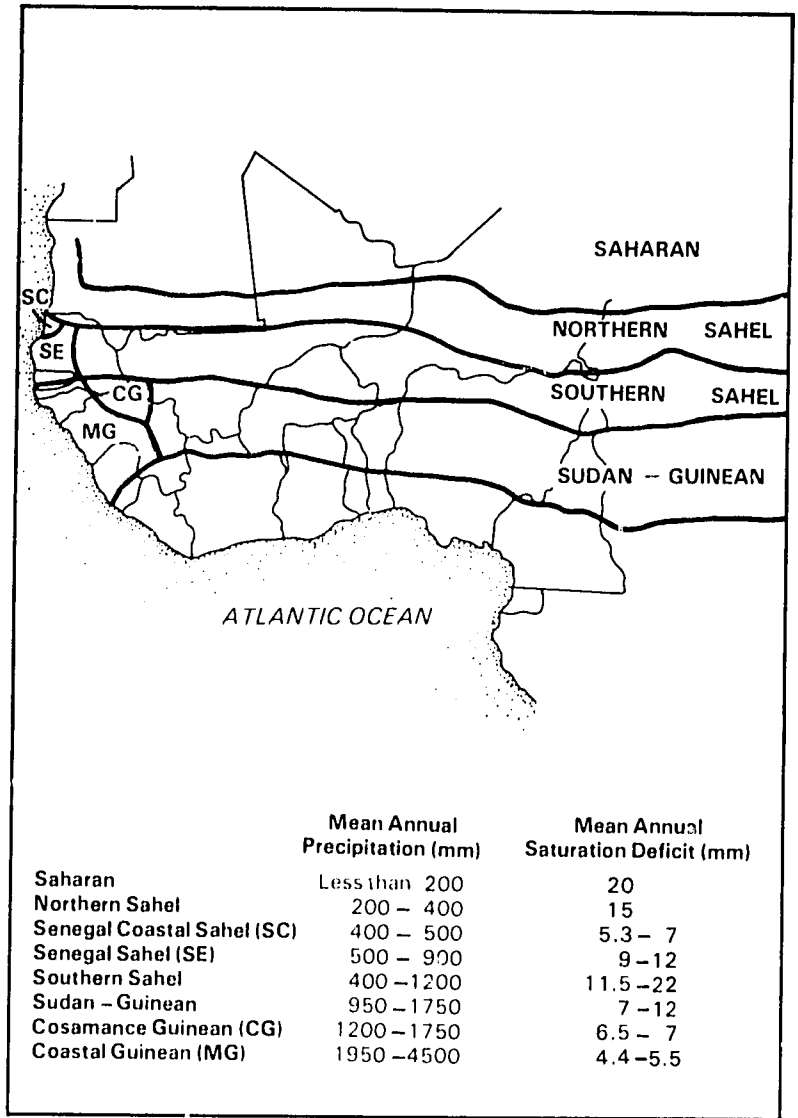 SAHARAN
SC
NORTHERN SAHEL
SE
SOUTHERN SAHEL
CG
MG
SUDAN – GUINEAN
ATLANTIC OCEAN
Mean Annual Mean Annual
Precipitation (mm) Saturation Deficit (mm)
Saharan Less than 200 20
Northern Sahel 200 – 400 15
Senegal Coastal Sahel (SC) 400 – 500 5.3 – 7
Senegal Sahel (SE) 500 – 900 9 –12
Southern Sahel 400 –1200 11.5 –22
Sudan – Guinean 950 –1750 7 –12
Cosamance Guinean (CG) 1200 –1750 6.5 – 7
Coastal Guinean (MG) 1950 –4500 4.4 –5.5